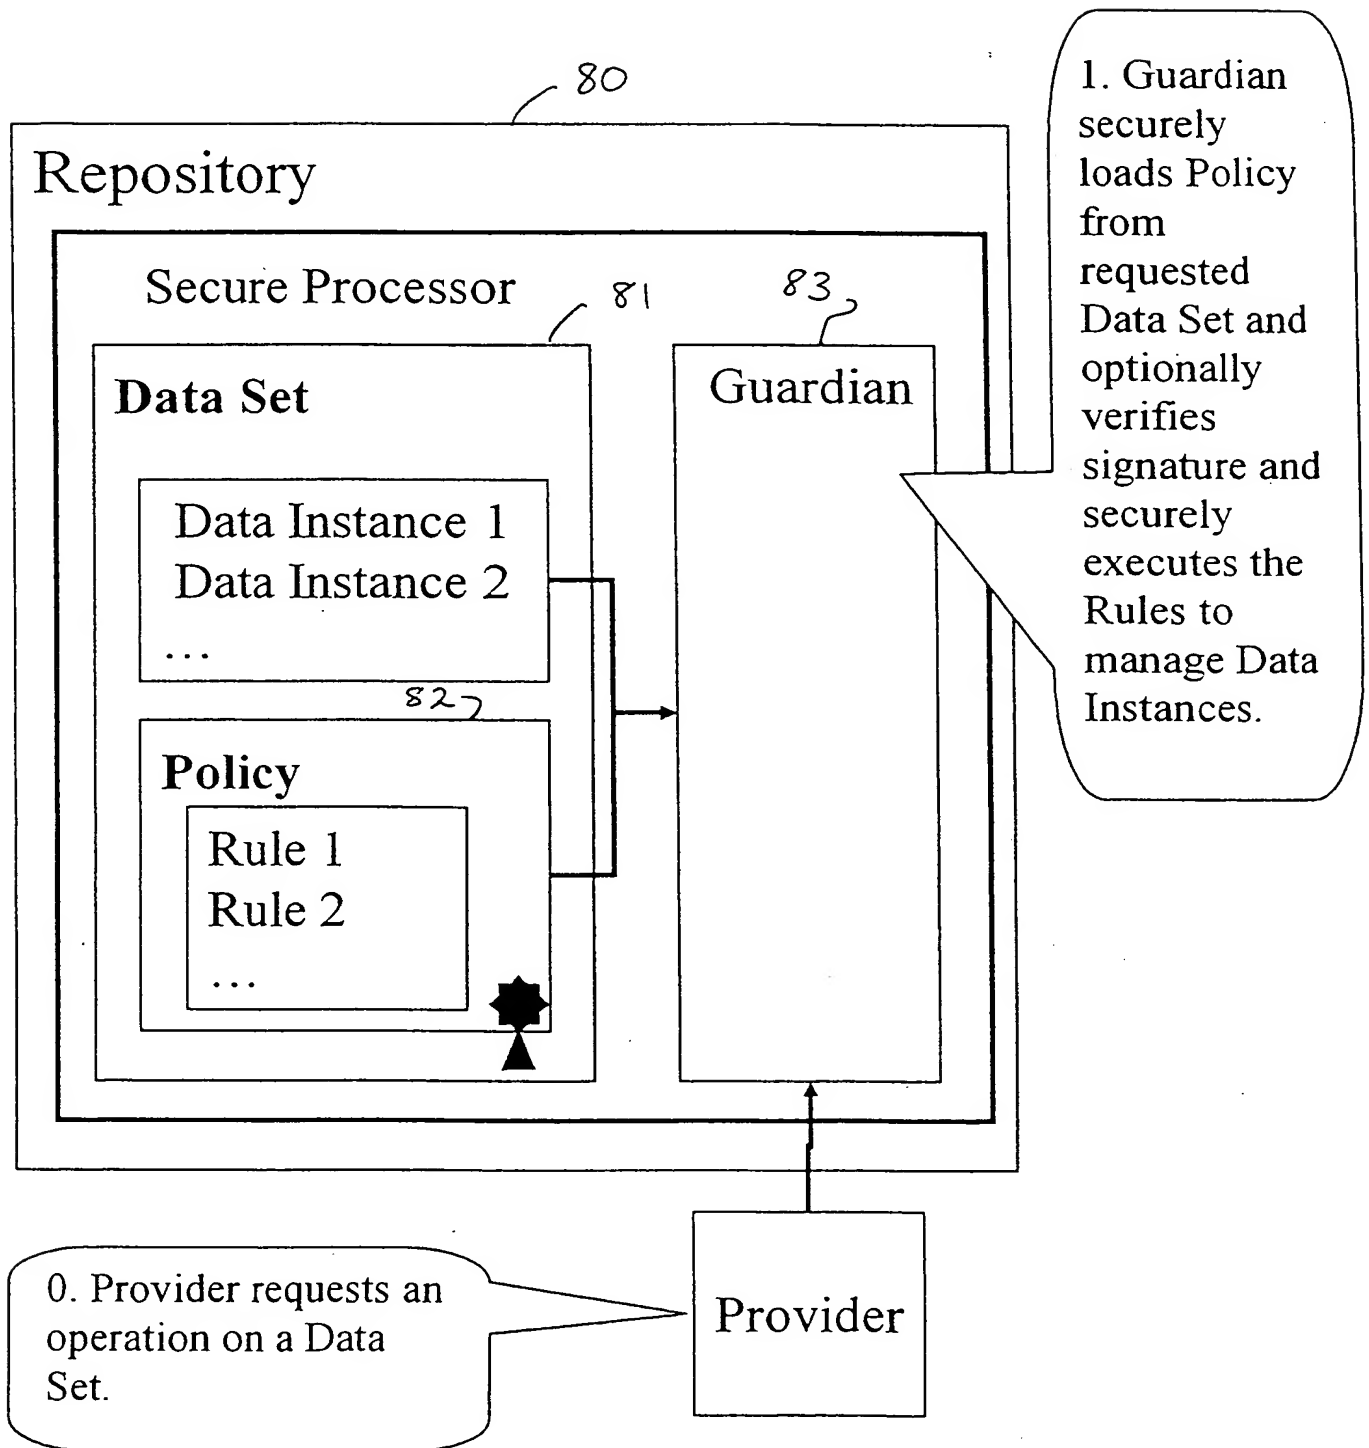 80
Repository
Secure Processor
81
83
Data Set
Guardian
Data Instance 1
Data Instance 2
...
82
Policy
Rule 1
Rule 2
...
1. Guardian
securely
loads Policy
from
requested
Data Set and
optionally
verifies
signature and
securely
executes the
Rules to
manage Data
Instances.
0. Provider requests an
operation on a Data
Set.
Provider